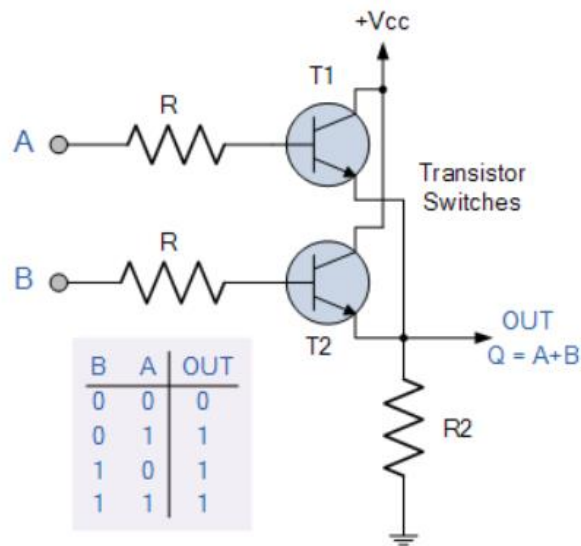 +Vcc
T1
R
A
Transistor
Switches
R
B
T2
OUT
Q = A+B
B A OUT
0 0 0
0 1 1
1 0 1
1 1 1
R2